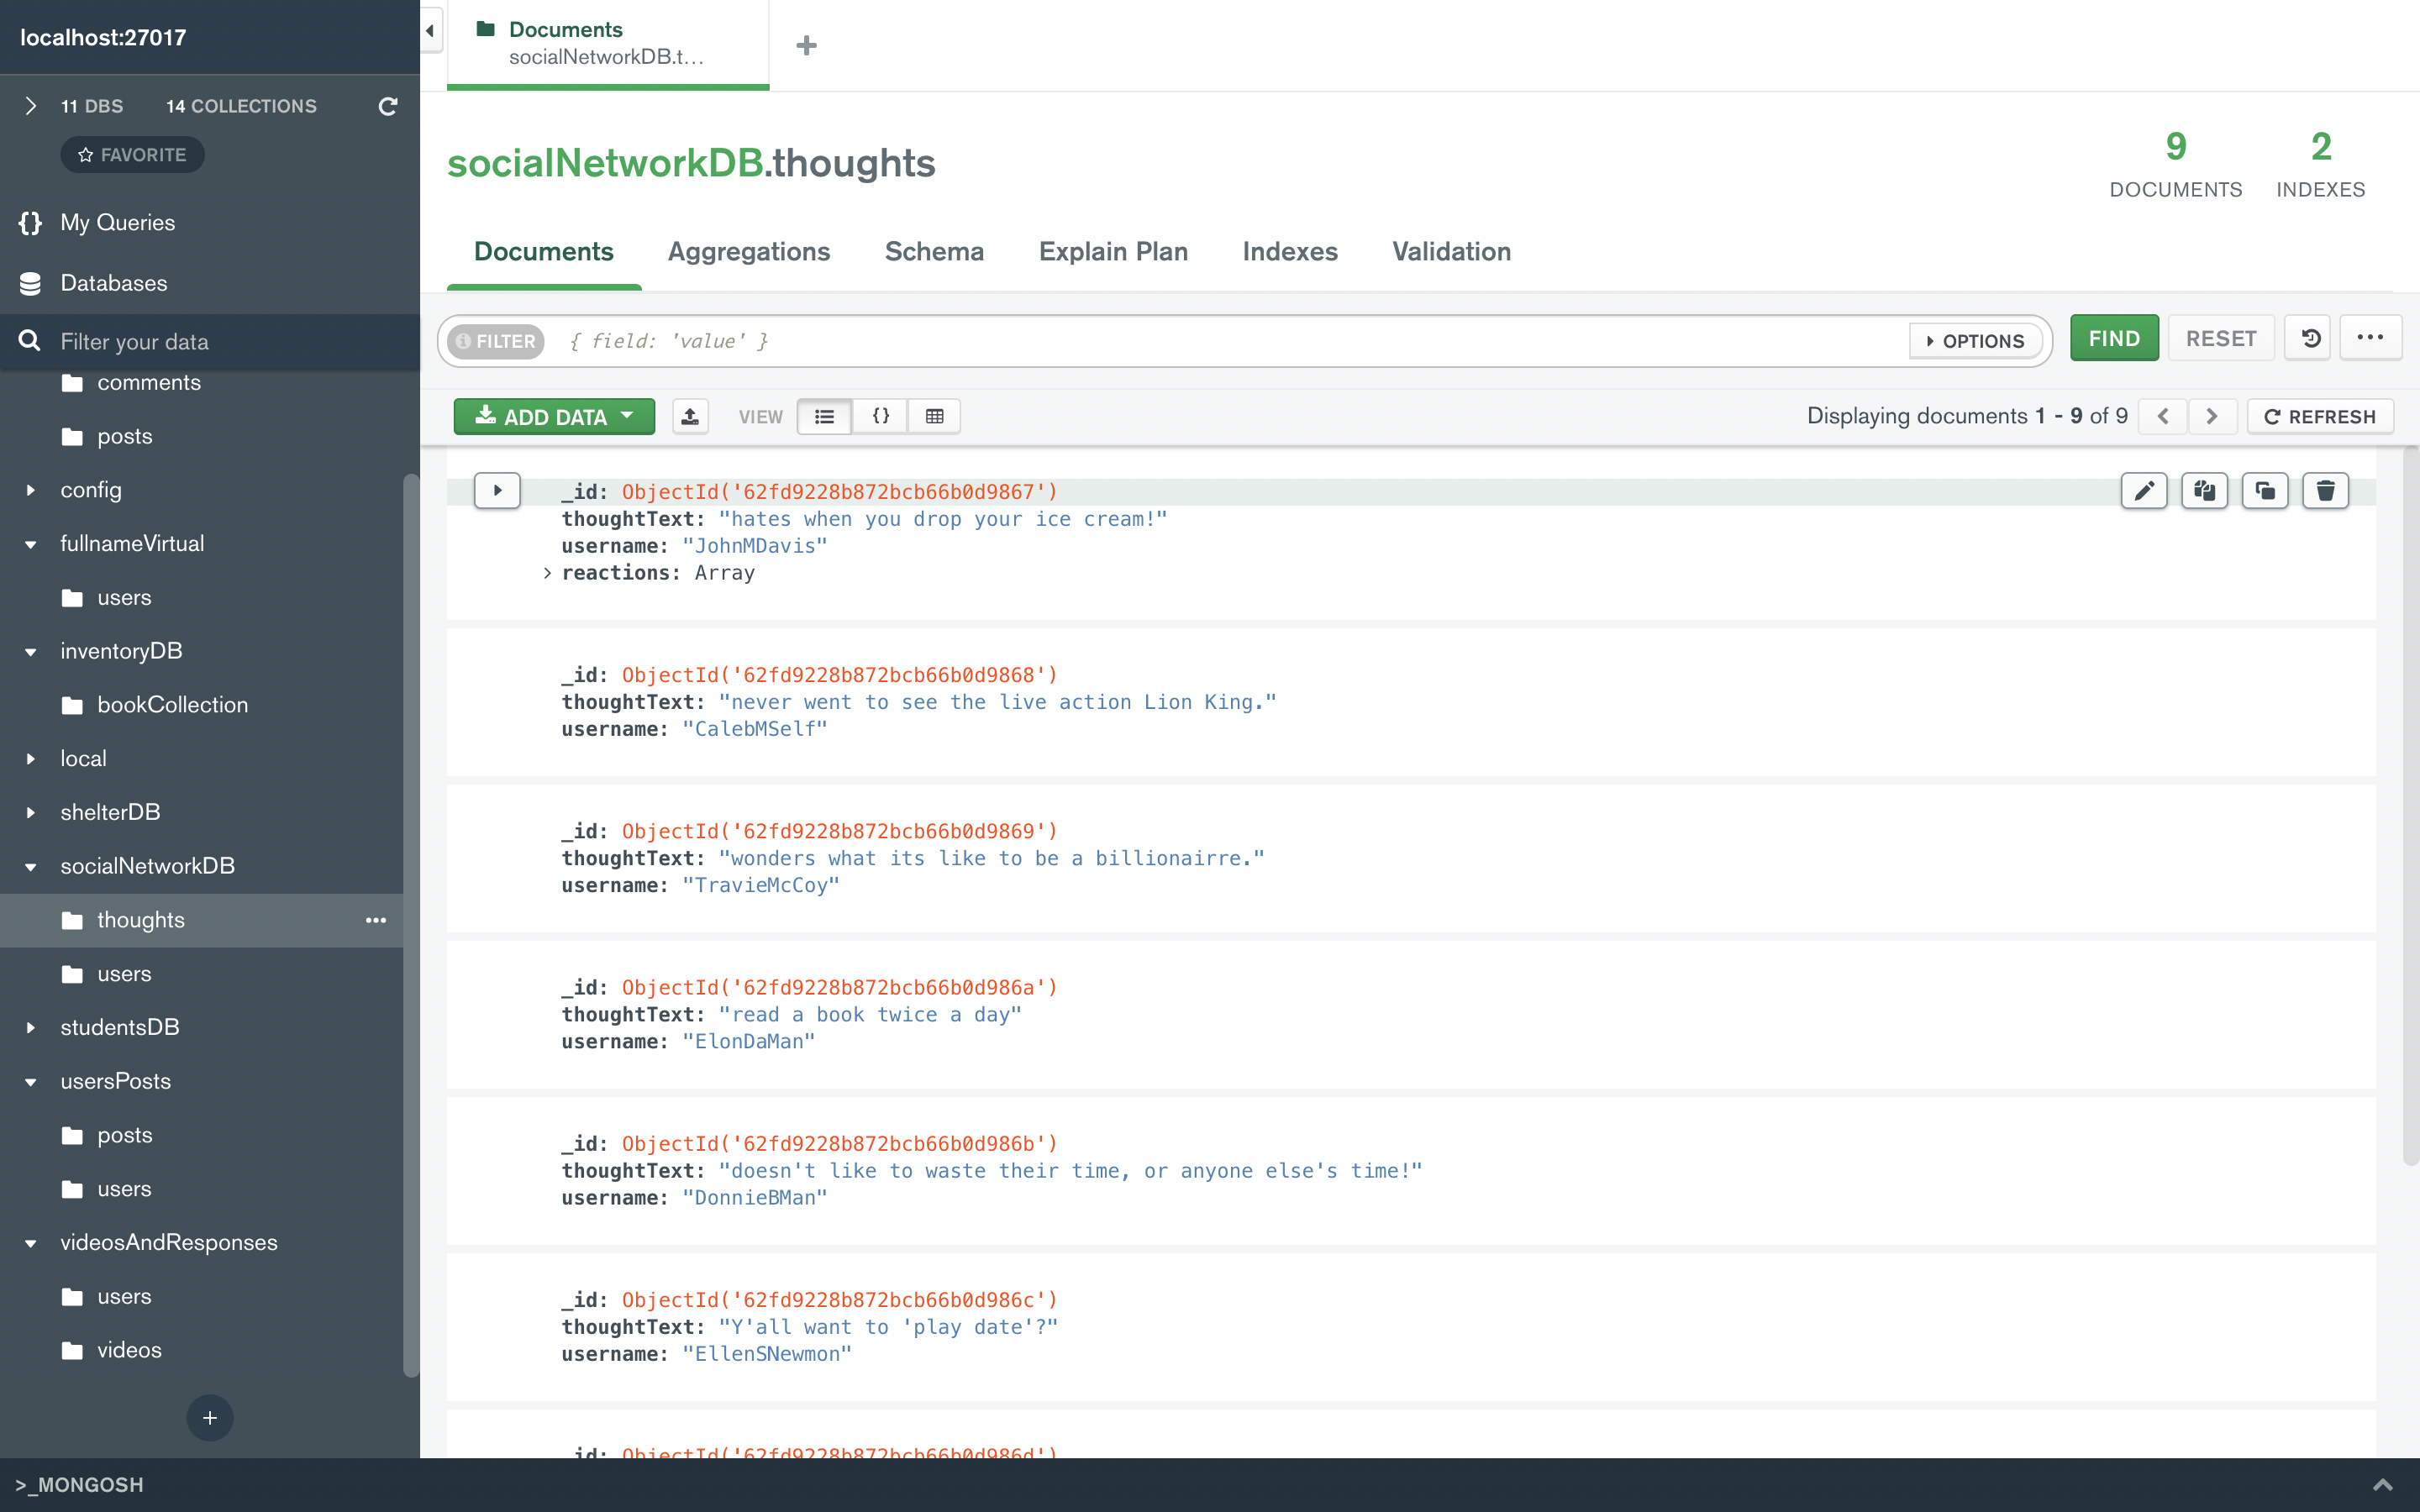 localhost:27017
11 DBS 14 COLLECTIONS
FAVORITE
{} My Queries
Databases
Filter your data
comments
posts
config
fullnameVirtual
users
inventoryDB
bookCollection
local
shelterDB
socialNetworkDB
thoughts
users
studentsDB
usersPosts
posts
users
videosAndResponses
users
videos
+
>_MONGOSH
Documents
socialNetworkDB.t...
socialNetworkDB.thoughts
9
DOCUMENTS
2
INDEXES
Documents Aggregations Schema Explain Plan Indexes Validation
FILTER { field: 'value' } OPTIONS FIND RESET
ADD DATA VIEW {} Displaying documents 1 - 9 of 9 REFRESH
_id: ObjectId('62fd9228b872bcb66b0d9867')
thoughtText: "hates when you drop your ice cream!"
username: "JohnMDavis"
> reactions: Array
_id: ObjectId('62fd9228b872bcb66b0d9868')
thoughtText: "never went to see the live action Lion King."
username: "CalebMSelf"
_id: ObjectId('62fd9228b872bcb66b0d9869')
thoughtText: "wonders what its like to be a billionairre."
username: "TravieMcCoy"
_id: ObjectId('62fd9228b872bcb66b0d986a')
thoughtText: "read a book twice a day"
username: "ElonDaMan"
_id: ObjectId('62fd9228b872bcb66b0d986b')
thoughtText: "doesn't like to waste their time, or anyone else's time!"
username: "DonnieBMan"
_id: ObjectId('62fd9228b872bcb66b0d986c')
thoughtText: "Y'all want to 'play date'?"
username: "EllenSNewmon"
_id: ObjectId('62fd9228b872bcb66b0d986d')